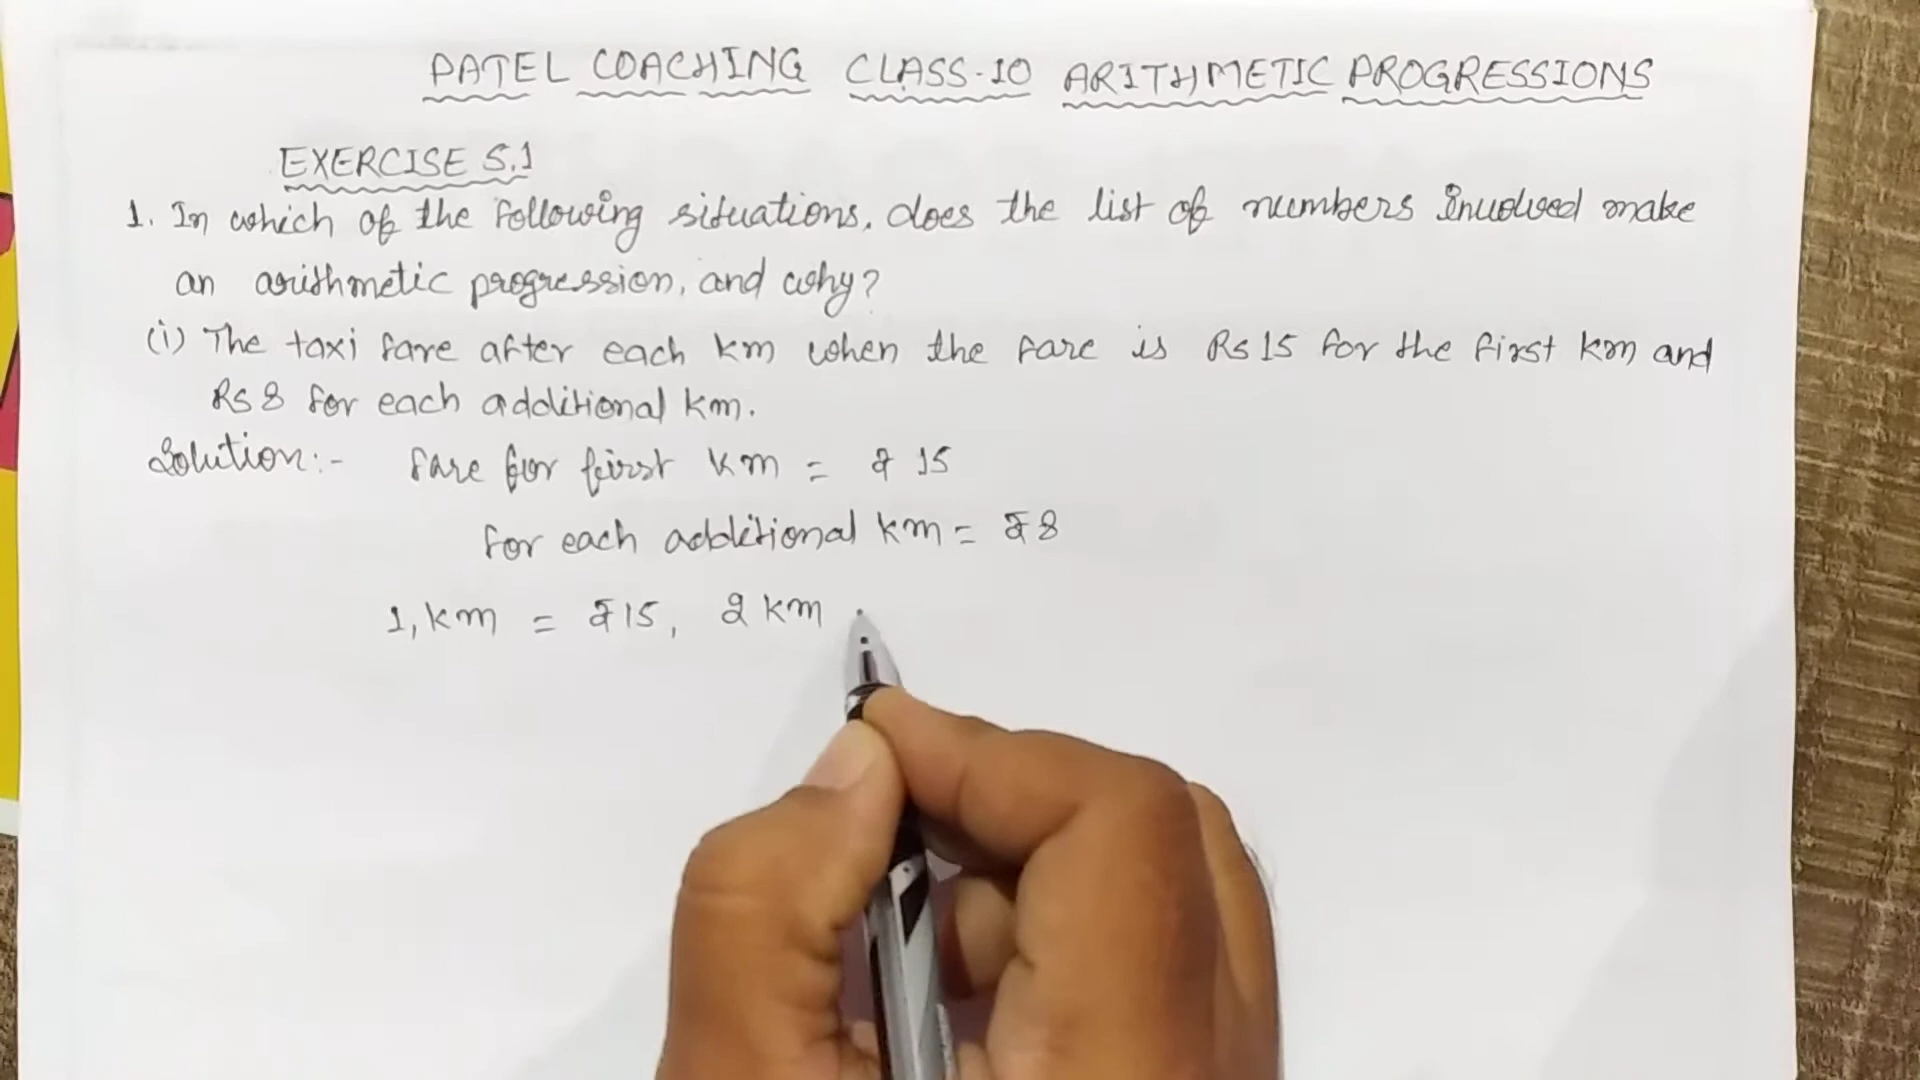 PATEL COACHING CLASS-10 ARITHMETIC PROGRESSIONS
EXERCISE 5.1
1. In which of the following situations, does the list of numbers involved make
an arithmetic progression, and why?
(i) The taxi fare after each km when the fare is Rs 15 for the first km and
Rs 8 for each additional km.
Solution:- fare for first km = ₹ 15
for each additional km = ₹ 8
1, km = ₹ 15, 2 km